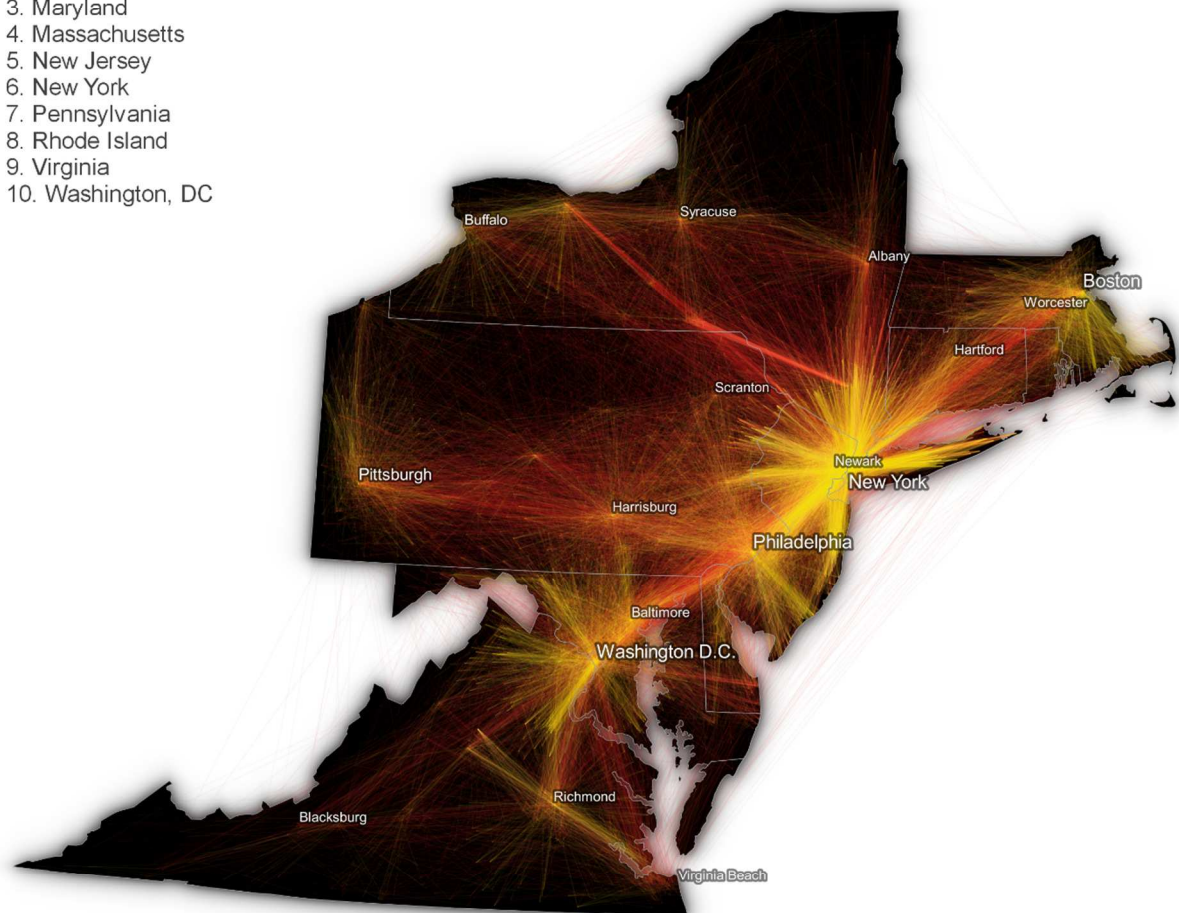 3. Maryland
4. Massachusetts
5. New Jersey
6. New York
7. Pennsylvania
8. Rhode Island
9. Virginia
10. Washington, DC
Syracuse
Buffalo
Albany
Boston
Worcester
Hartford
Scranton
Newark
Pittsburgh
New York
Harrisburg
Philadelphia
Baltimore
Washington D.C.
Richmond
Blacksburg
Virginia Beach